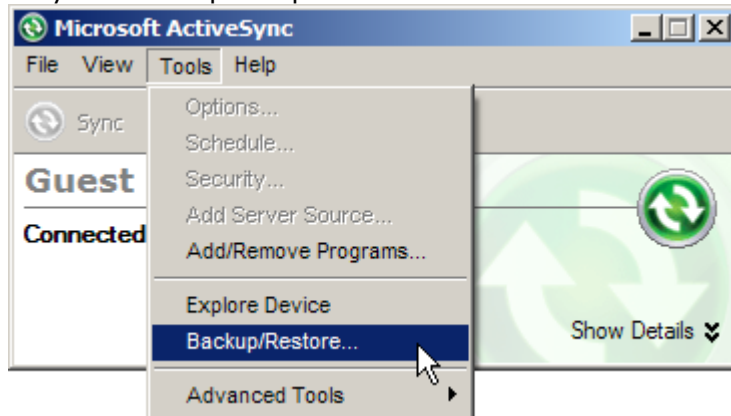 Microsoft ActiveSync
File View Tools Help
Sync
Options...
Schedule...
Guest
Security...
Add Server Source...
Connected
Add/Remove Programs...
Explore Device
Backup/Restore...
Show Details
Advanced Tools